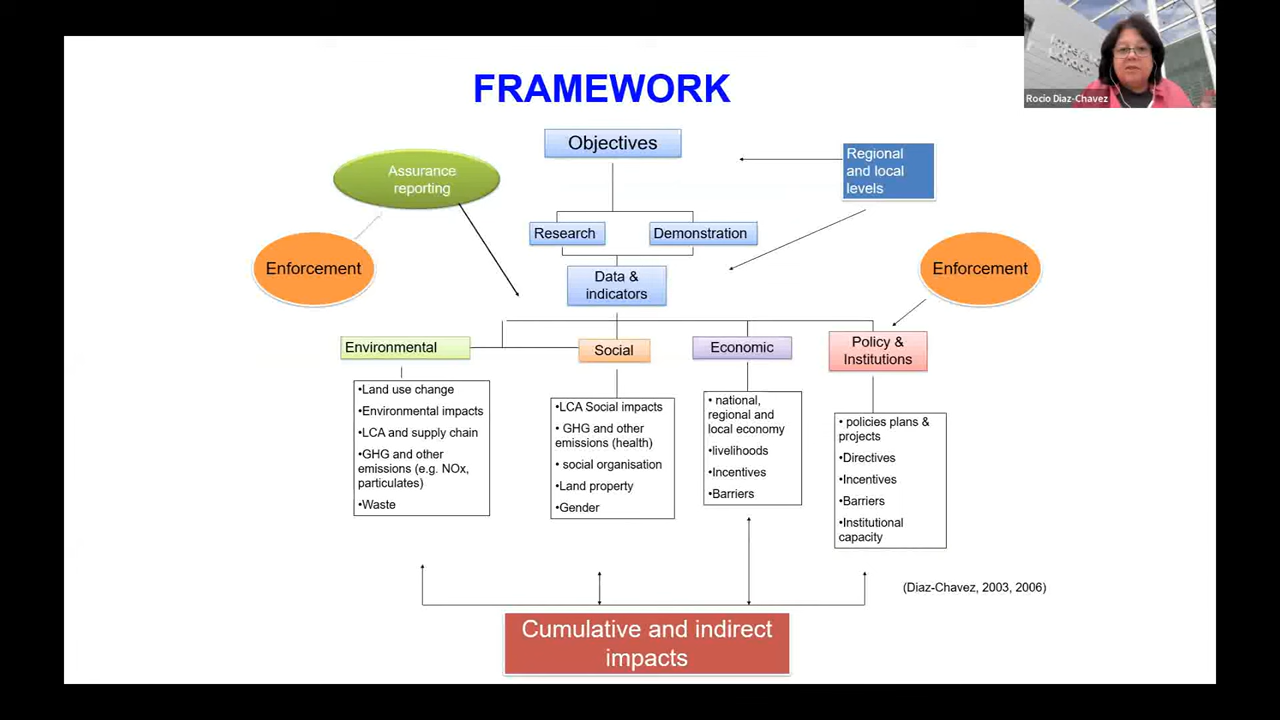 FRAMEWORK
Rocio Diaz-Chavez
Objectives
Assurance
reporting
Regional
and local
levels
Research
Demonstration
Enforcement
Data &
indicators
Enforcement
Environmental
Social
Economic
Policy &
Institutions
•Land use change
•Environmental impacts
•LCA and supply chain
•GHG and other
emissions (e.g. NOx,
particulates)
•Waste
•LCA Social impacts
• GHG and other
emissions (health)
• social organisation
•Land property
•Gender
• national,
regional and
local economy
•livelihoods
•Incentives
•Barriers
• policies plans &
projects
•Directives
•Incentives
•Barriers
•Institutional
capacity
(Diaz-Chavez, 2003, 2006)
Cumulative and indirect
impacts